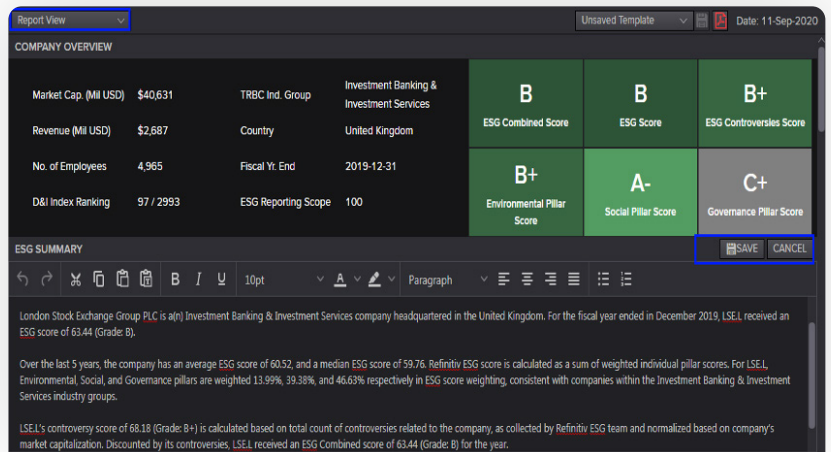 Report View
Unsaved Template
Date: 11-Sep-2020
COMPANY OVERVIEW
Market Cap. (Mil USD) $40,631 TRBC Ind. Group Investment Banking & Investment Services
Revenue (Mil USD) $2,687 Country United Kingdom
No. of Employees 4,965 Fiscal Yr. End 2019-12-31
D&I Index Ranking 97 / 2993 ESG Reporting Scope 100
B
ESG Combined Score
B
ESG Score
B+
ESG Controversies Score
B+
Environmental Pillar
Score
A-
Social Pillar Score
C+
Governance Pillar Score
ESG SUMMARY
SAVE CANCEL
B I U 10pt A Paragraph
London Stock Exchange Group PLC is a(n) Investment Banking & Investment Services company headquartered in the United Kingdom. For the fiscal year ended in December 2019, LSE.L received an
ESG score of 63.44 (Grade: B).
Over the last 5 years, the company has an average ESG score of 60.52, and a median ESG score of 59.76. Refinitiv ESG score is calculated as a sum of weighted individual pillar scores. For LSE.L,
Environmental, Social, and Governance pillars are weighted 13.99%, 39.38%, and 46.63% respectively in ESG score weighting, consistent with companies within the Investment Banking & Investment
Services industry groups.
LSE.L's controversy score of 68.18 (Grade: B+) is calculated based on total count of controversies related to the company, as collected by Refinitiv ESG team and normalized based on company's
market capitalization. Discounted by its controversies, LSE.L received an ESG Combined score of 63.44 (Grade: B) for the year.